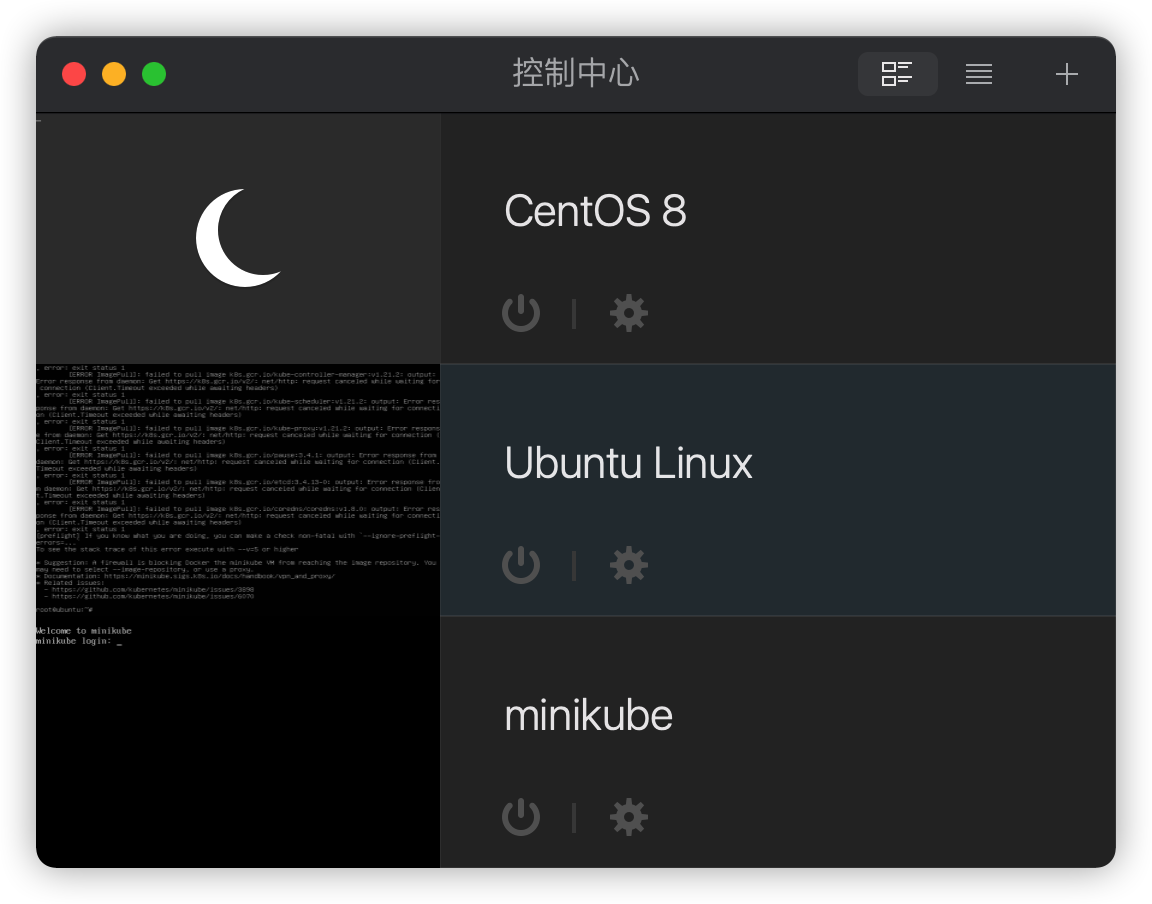 控制中心
CentOS 8
, error: exit status 1
[ERROR ImagePull]: failed to pull image k8s.gcr.io/kube-controller-manager:v1.21.2: output:
Error response from daemon: Get https://k8s.gcr.io/v2/: net/http: request canceled while waiting for
connection (Client.Timeout exceeded while awaiting headers)
, error: exit status 1
[ERROR ImagePull]: failed to pull image k8s.gcr.io/kube-scheduler:v1.21.2: output: Error res
ponse from daemon: Get https://k8s.gcr.io/v2/: net/http: request canceled while waiting for connecti
on (Client.Timeout exceeded while awaiting headers)
, error: exit status 1
[ERROR ImagePull]: failed to pull image k8s.gcr.io/kube-proxy:v1.21.2: output: Error respons
e from daemon: Get https://k8s.gcr.io/v2/: net/http: request canceled while waiting for connection (
Client.Timeout exceeded while awaiting headers)
, error: exit status 1
[ERROR ImagePull]: failed to pull image k8s.gcr.io/pause:3.4.1: output: Error response from
daemon: Get https://k8s.gcr.io/v2/: net/http: request canceled while waiting for connection (Client.
Timeout exceeded while awaiting headers)
, error: exit status 1
[ERROR ImagePull]: failed to pull image k8s.gcr.io/etcd:3.4.13-0: output: Error response fro
m daemon: Get https://k8s.gcr.io/v2/: net/http: request canceled while waiting for connection (Clien
t.Timeout exceeded while awaiting headers)
, error: exit status 1
[ERROR ImagePull]: failed to pull image k8s.gcr.io/coredns/coredns:v1.8.0: output: Error res
ponse from daemon: Get https://k8s.gcr.io/v2/: net/http: request canceled while waiting for connecti
on (Client.Timeout exceeded while awaiting headers)
, error: exit status 1
[preflight] If you know what you are doing, you can make a check non-fatal with `--ignore-preflight-
errors=...`
To see the stack trace of this error execute with --v=5 or higher
* Suggestion: A firewall is blocking Docker the minikube VM from reaching the image repository. You
may need to select --image-repository, or use a proxy.
* Documentation: https://minikube.sigs.k8s.io/docs/handbook/vpn_and_proxy/
* Related issues:
- https://github.com/kubernetes/minikube/issues/3898
- https://github.com/kubernetes/minikube/issues/6070
root@ubuntu:~#
Ubuntu Linux
Welcome to minikube
minikube login: _
minikube